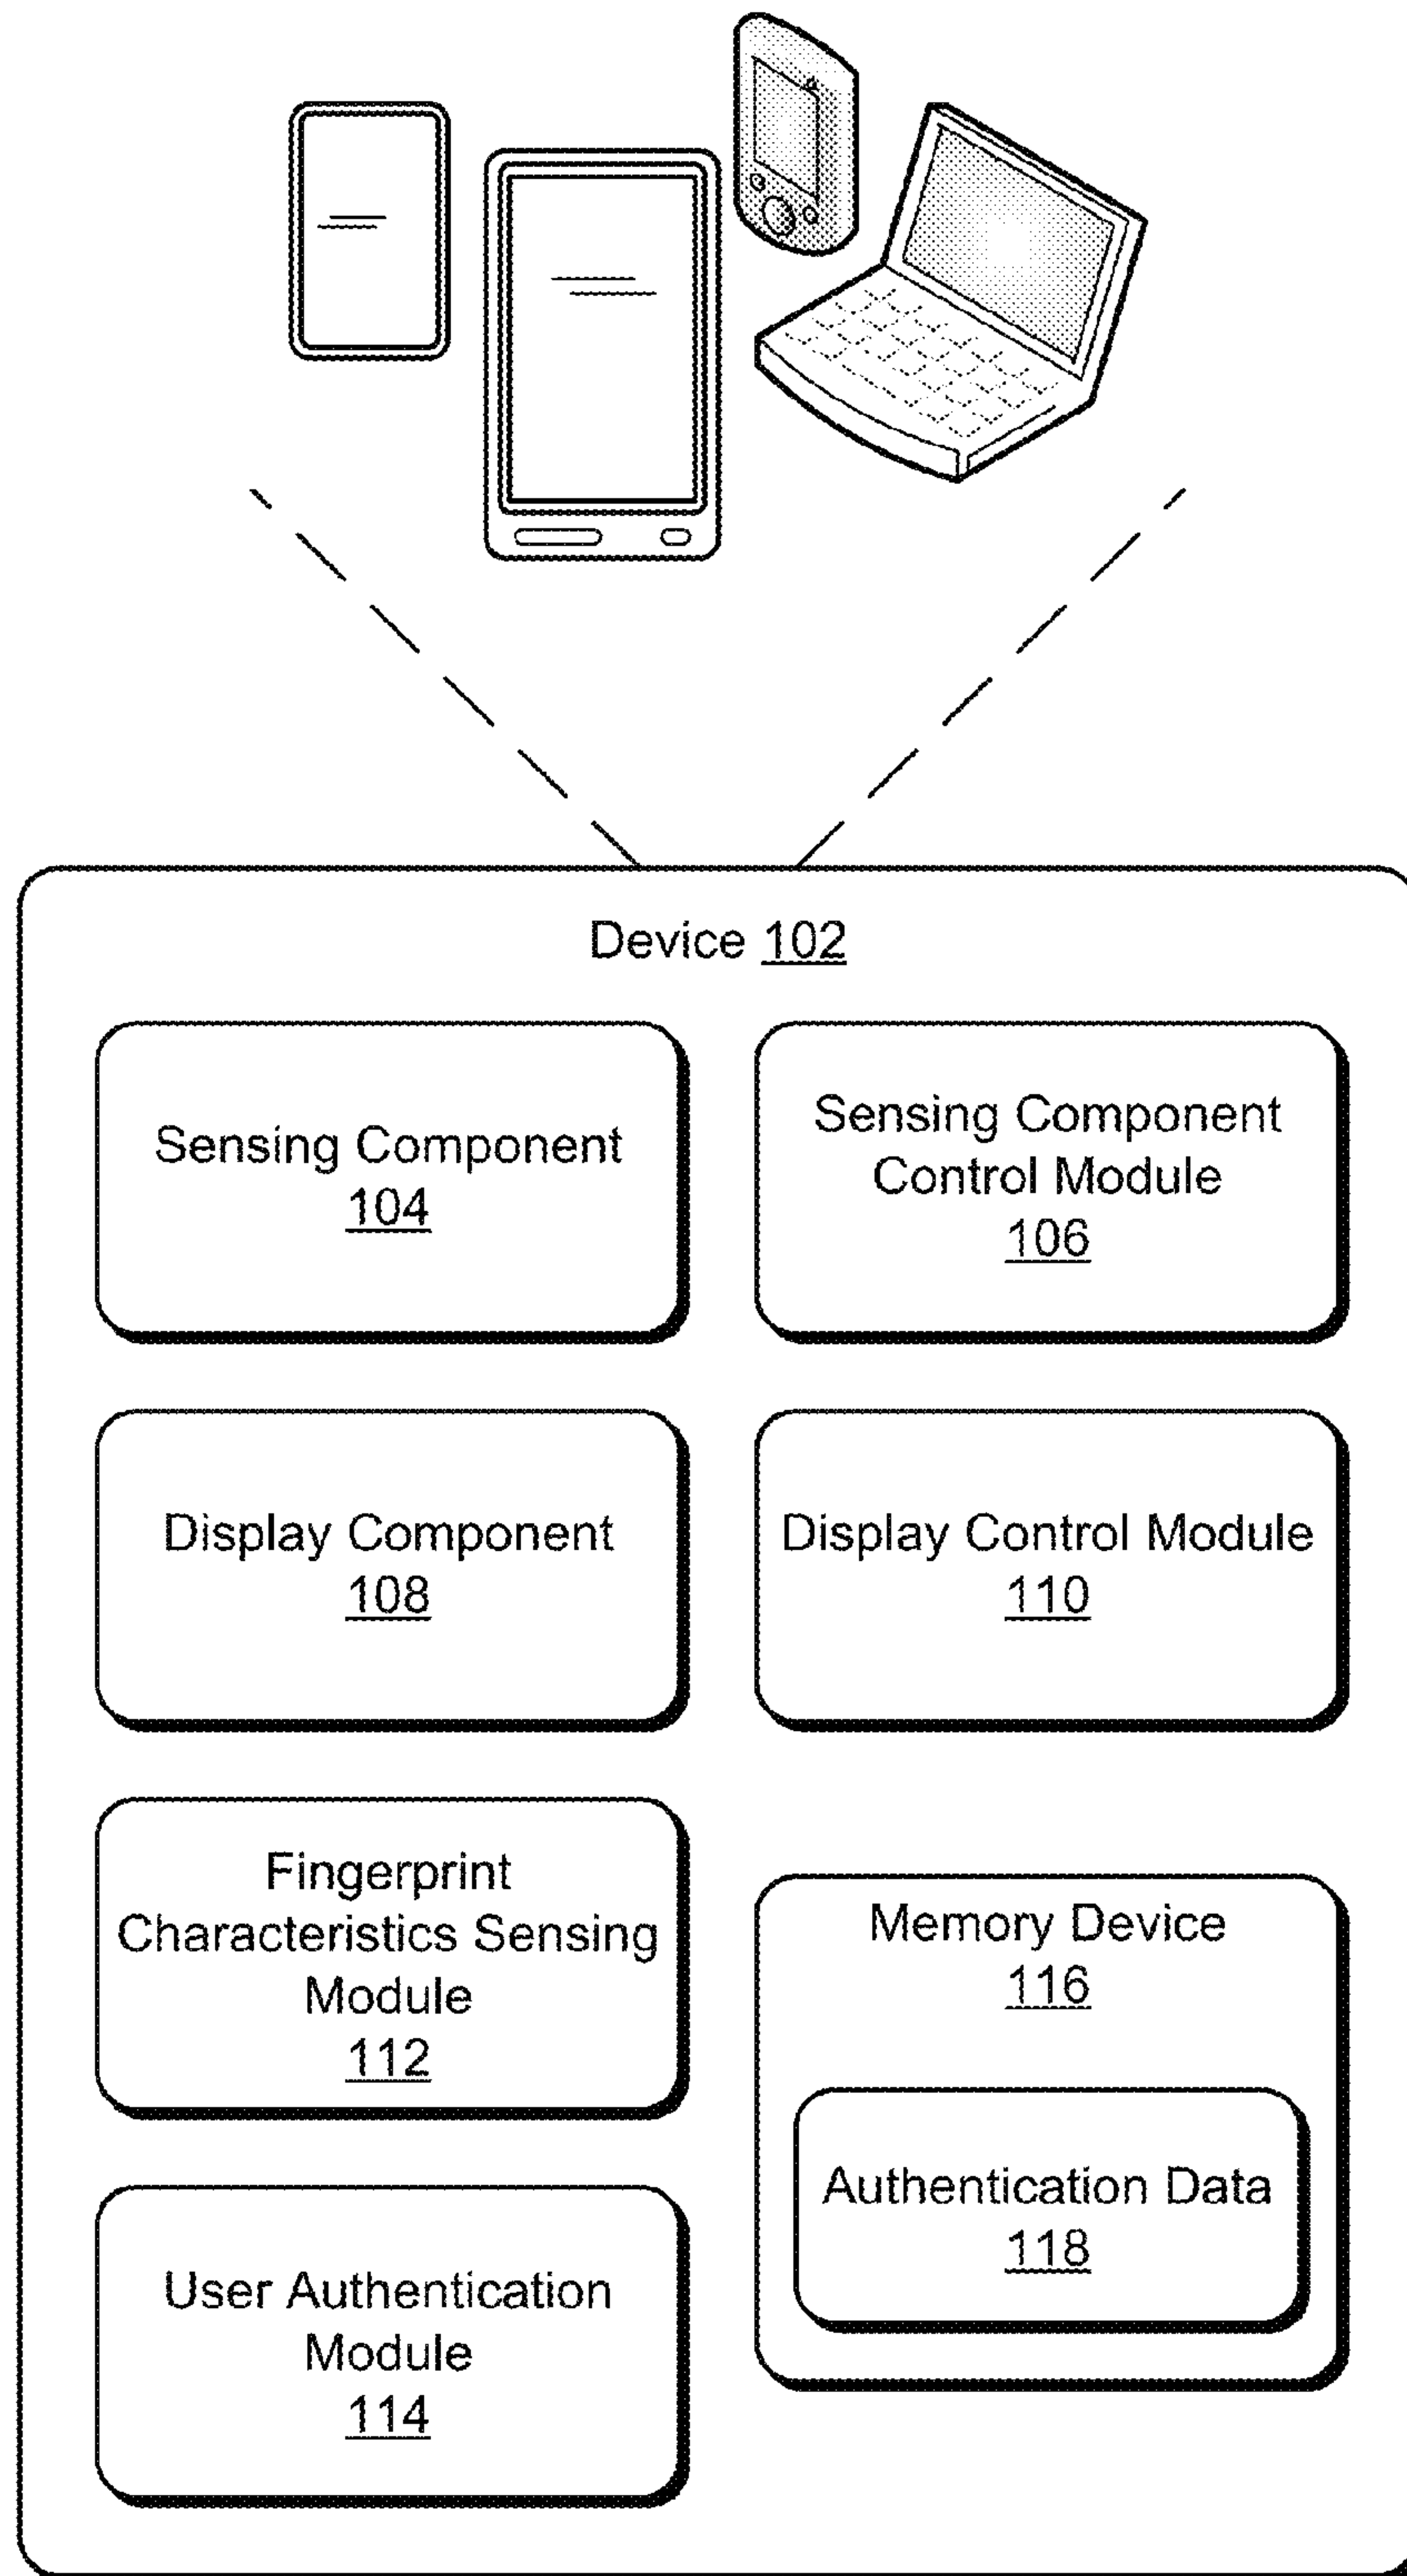 Device 102
Sensing Component
104
Sensing Component
Control Module
106
Display Component
108
Display Control Module
110
Fingerprint
Characteristics Sensing
Module
112
Memory Device
116
Authentication Data
118
User Authentication
Module
114